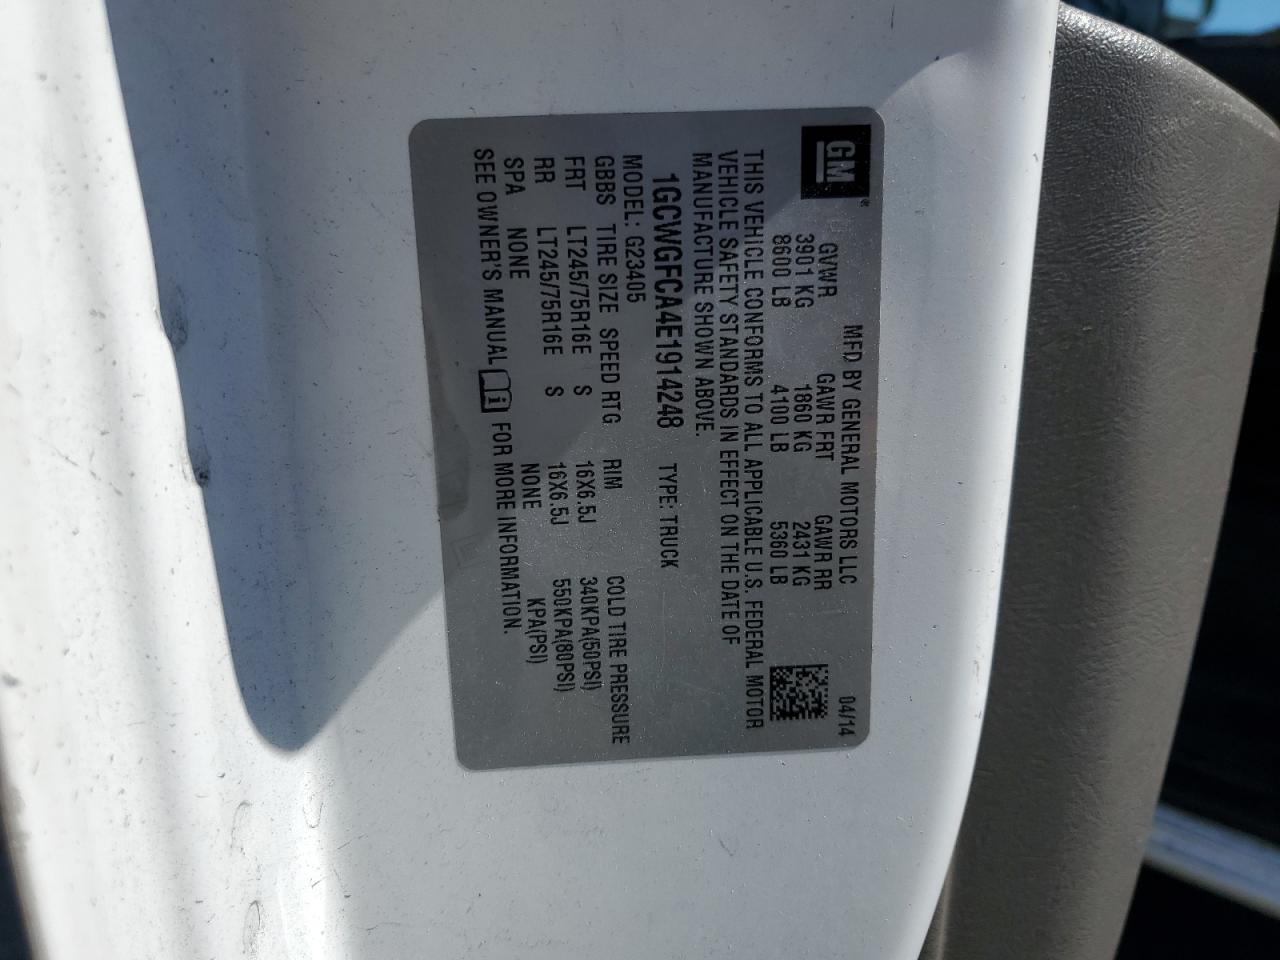 GM®
MFD BY GENERAL MOTORS LLC 04/14
GVWR GAWR FRT GAWR RR
3901 KG 1860 KG 2431 KG
8600 LB 4100 LB 5360 LB
THIS VEHICLE CONFORMS TO ALL APPLICABLE U.S. FEDERAL MOTOR
VEHICLE SAFETY STANDARDS IN EFFECT ON THE DATE OF
MANUFACTURE SHOWN ABOVE.
1GCWGFCA4E1914248 TYPE: TRUCK
MODEL: G23405
GBBS TIRE SIZE SPEED RTG RIM COLD TIRE PRESSURE
FRT LT245/75R16E S 16X6.5J 340KPA(50PSI)
RR LT245/75R16E S 16X6.5J 550KPA(80PSI)
SPA NONE NONE KPA(PSI)
SEE OWNER'S MANUAL i FOR MORE INFORMATION.